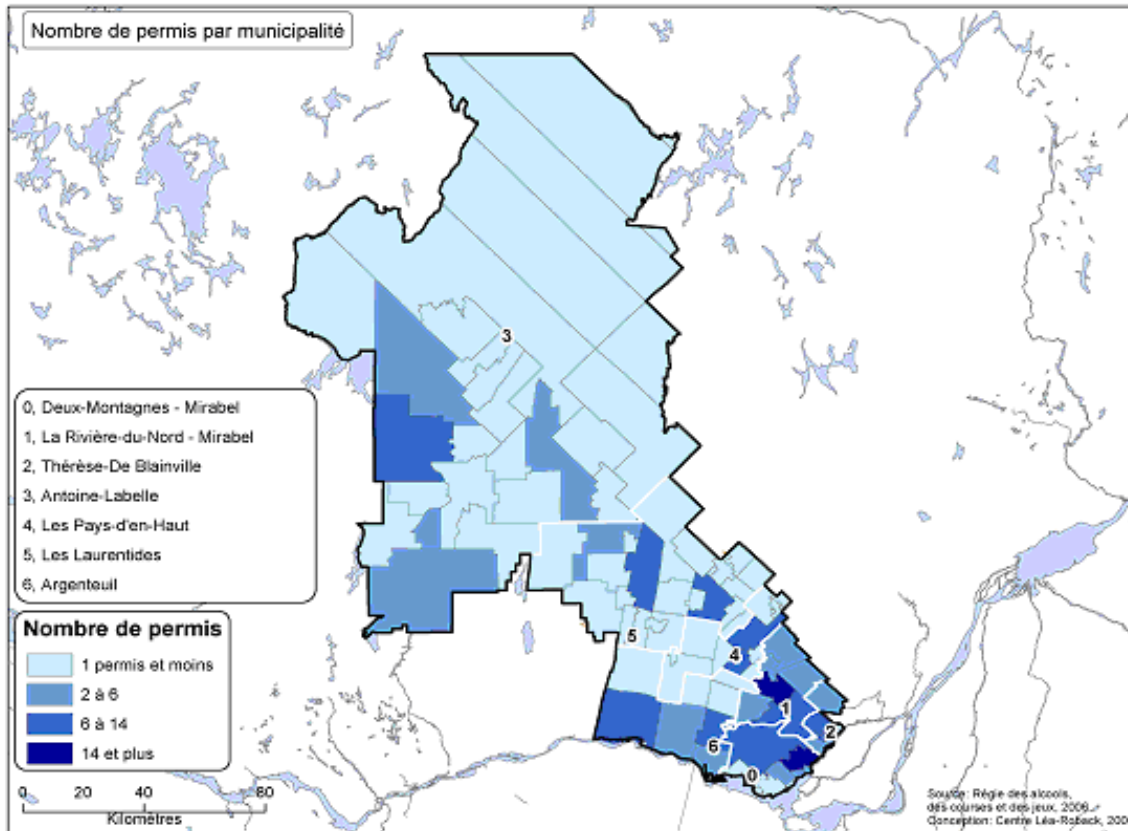 Nombre de permis par municipalité
3
0, Deux-Montagnes - Mirabel
1, La Rivière-du-Nord - Mirabel
2, Thérèse-De Blainville
3, Antoine-Labelle
4, Les Pays-d'en-Haut
5, Les Laurentides
6, Argenteuil
Nombre de permis
1 permis et moins
2 à 6
6 à 14
14 et plus
5
4
1
2
6
0
0 20 40 60 80
Kilomètres
Source: Régie des alcools,
des courses et des jeux, 2006.
Conception: Centre Léa-Roback, 200